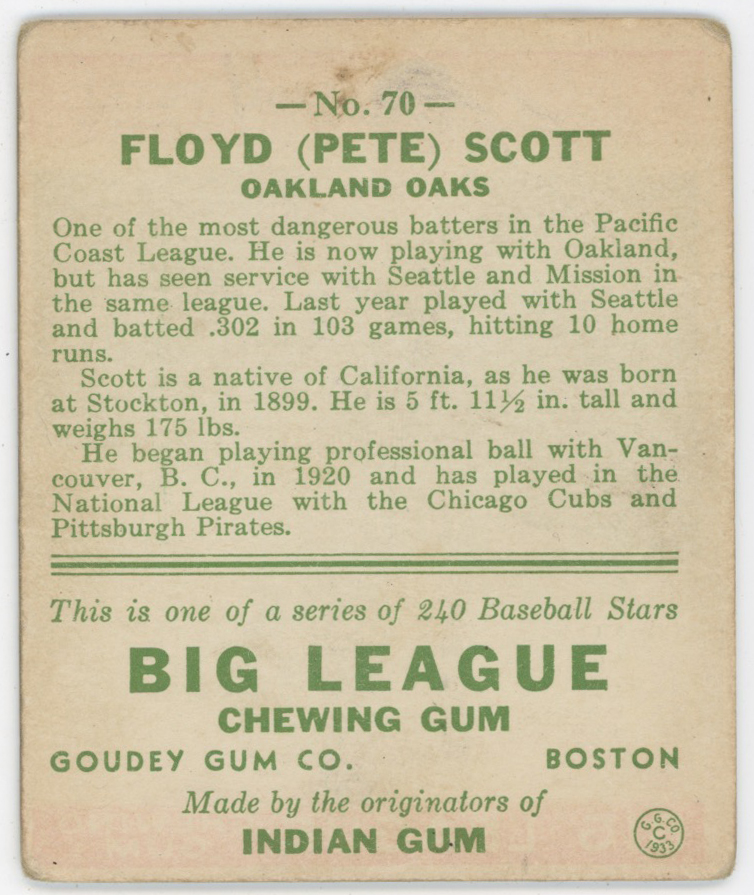 —No. 70—
FLOYD (PETE) SCOTT
OAKLAND OAKS
One of the most dangerous batters in the Pacific
Coast League. He is now playing with Oakland,
but has seen service with Seattle and Mission in
the same league. Last year played with Seattle
and batted .302 in 103 games, hitting 10 home
runs.
Scott is a native of California, as he was born
at Stockton, in 1899. He is 5 ft. 11½ in. tall and
weighs 175 lbs.
He began playing professional ball with Van-
couver, B. C., in 1920 and has played in the
National League with the Chicago Cubs and
Pittsburgh Pirates.
This is one of a series of 240 Baseball Stars
BIG LEAGUE
CHEWING GUM
GOUDEY GUM CO. BOSTON
Made by the originators of
INDIAN GUM
G. G. CO.
C
1933